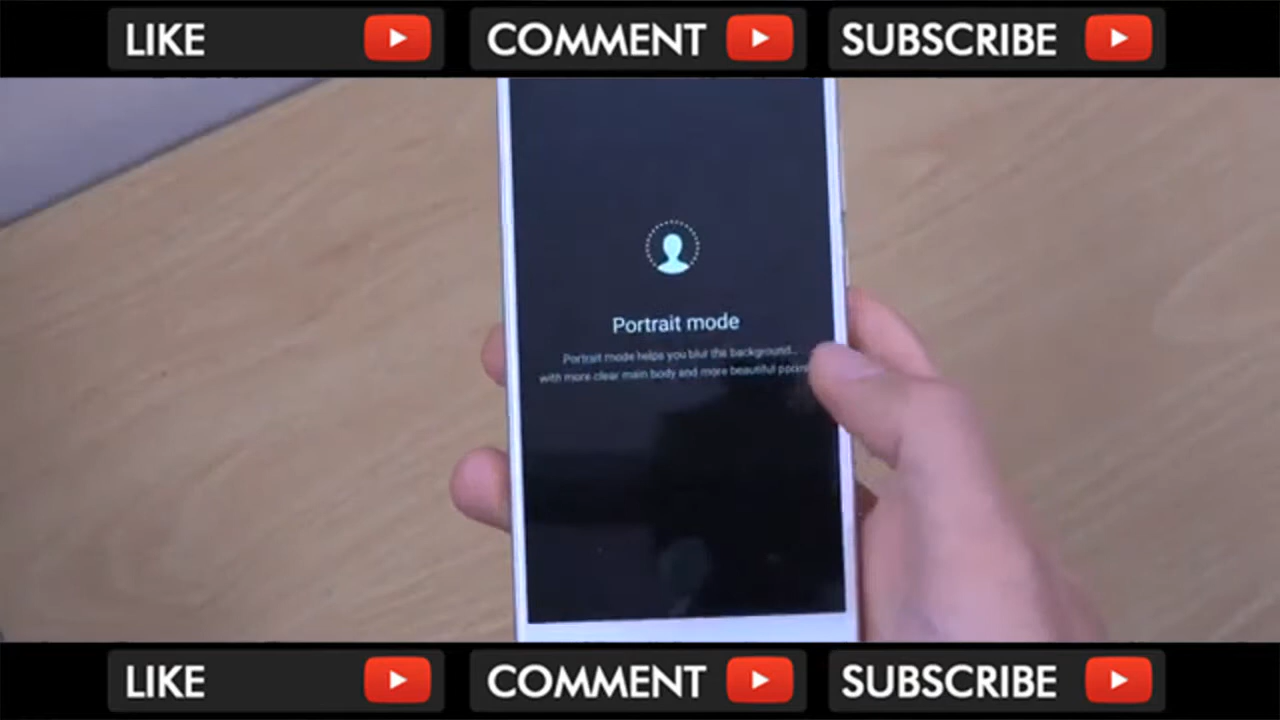 LIKE COMMENT SUBSCRIBE
Portrait mode
Portrait mode helps you blur the background..
with more clear main body and more beautiful
LIKE COMMENT SUBSCRIBE